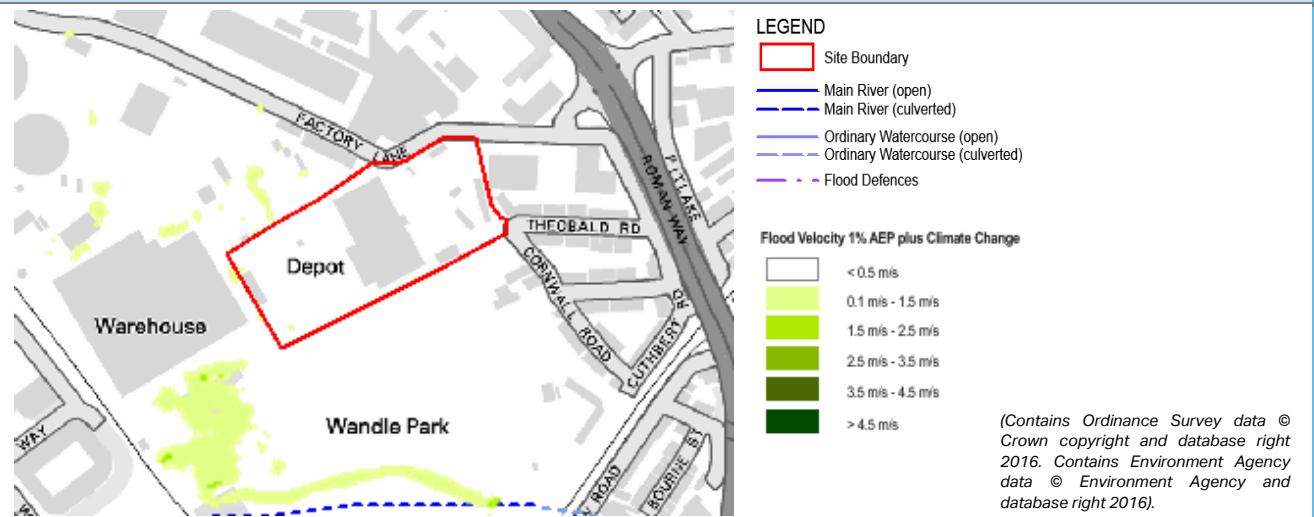 FACTORY LANE
ROMAN WAY
PITLAKE
THEOBALD RD
Depot
CORNWALL ROAD
CUTHBERT RD
Warehouse
Wandle Park
WAY
ROAD
BOURNE ST
LEGEND
Site Boundary
Main River (open)
Main River (culverted)
Ordinary Watercourse (open)
Ordinary Watercourse (culverted)
Flood Defences
Flood Velocity 1% AEP plus Climate Change
< 0.5 m/s
0.1 m/s - 1.5 m/s
1.5 m/s - 2.5 m/s
2.5 m/s - 3.5 m/s
3.5 m/s - 4.5 m/s
> 4.5 m/s
(Contains Ordinance Survey data ©
Crown copyright and database right
2016. Contains Environment Agency
data © Environment Agency and
database right 2016).